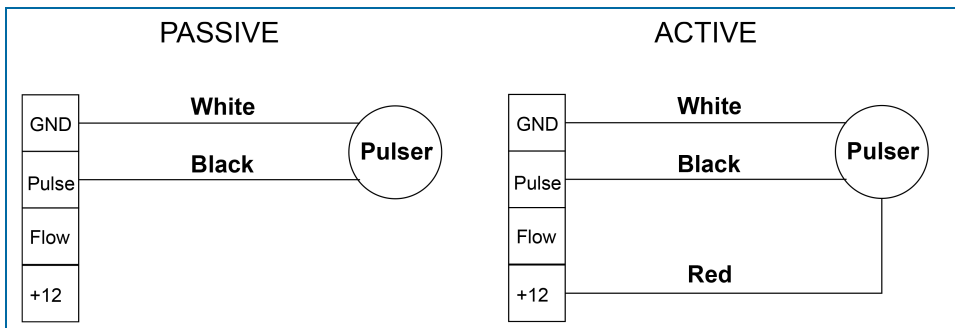 PASSIVE
White
GND
Pulser
Black
Pulse
Flow
+12
ACTIVE
White
GND
Pulser
Black
Pulse
Flow
Red
+12